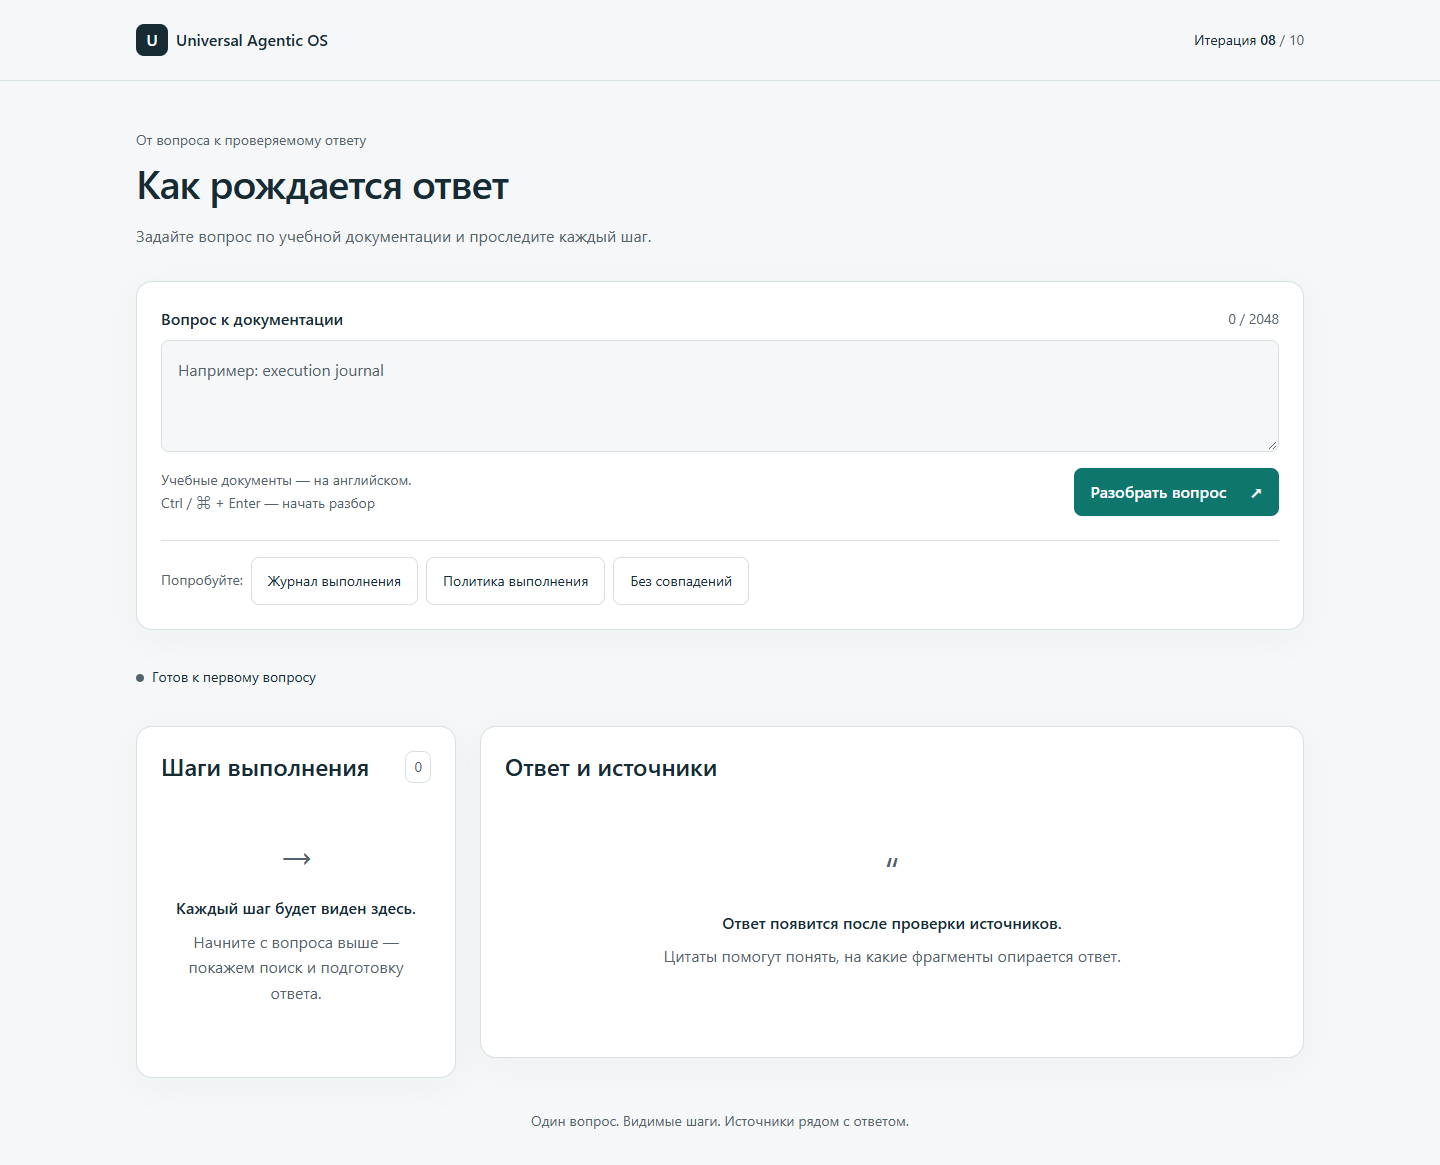 U Universal Agentic OS
Итерация 08 / 10
От вопроса к проверяемому ответу
Как рождается ответ
Задайте вопрос по учебной документации и проследите каждый шаг.
Вопрос к документации
0 / 2048
Например: execution journal
Учебные документы — на английском.
Ctrl / ⌘ + Enter — начать разбор
Разобрать вопрос ↗
Попробуйте:
Журнал выполнения
Политика выполнения
Без совпадений
Готов к первому вопросу
Шаги выполнения
0
→
Каждый шаг будет виден здесь.
Начните с вопроса выше —
покажем поиск и подготовку
ответа.
Ответ и источники
“
Ответ появится после проверки источников.
Цитаты помогут понять, на какие фрагменты опирается ответ.
Один вопрос. Видимые шаги. Источники рядом с ответом.